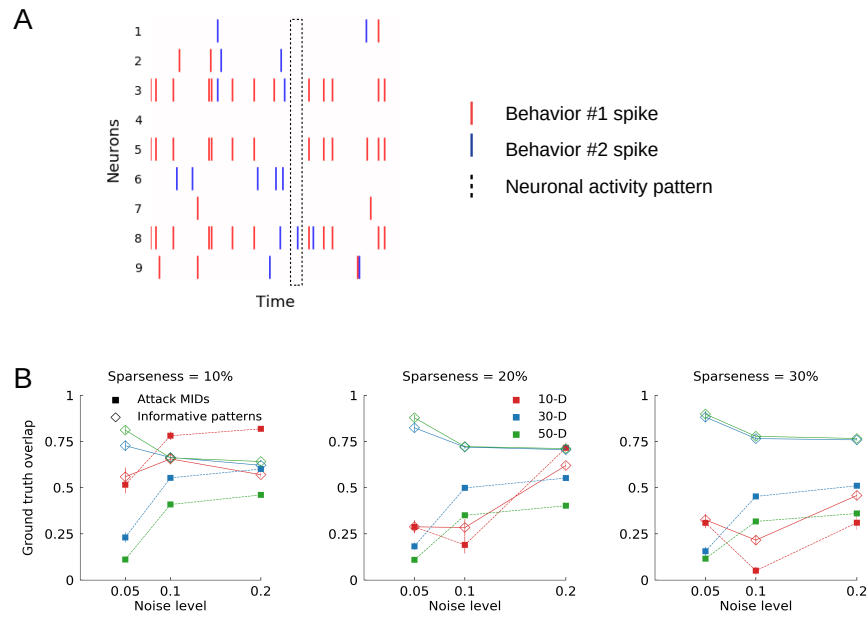 A
1
2
3
4
5
6
7
8
9
Neurons
Time
Behavior #1 spike
Behavior #2 spike
Neuronal activity pattern
B
Sparseness = 10%
1
0.75
0.5
0.25
0
Ground truth overlap
Attack MIDs
Informative patterns
0.05 0.1 0.2
Noise level
Sparseness = 20%
1
0.75
0.5
0.25
0
10-D
30-D
50-D
0.05 0.1 0.2
Noise level
Sparseness = 30%
1
0.75
0.5
0.25
0
0.05 0.1 0.2
Noise level